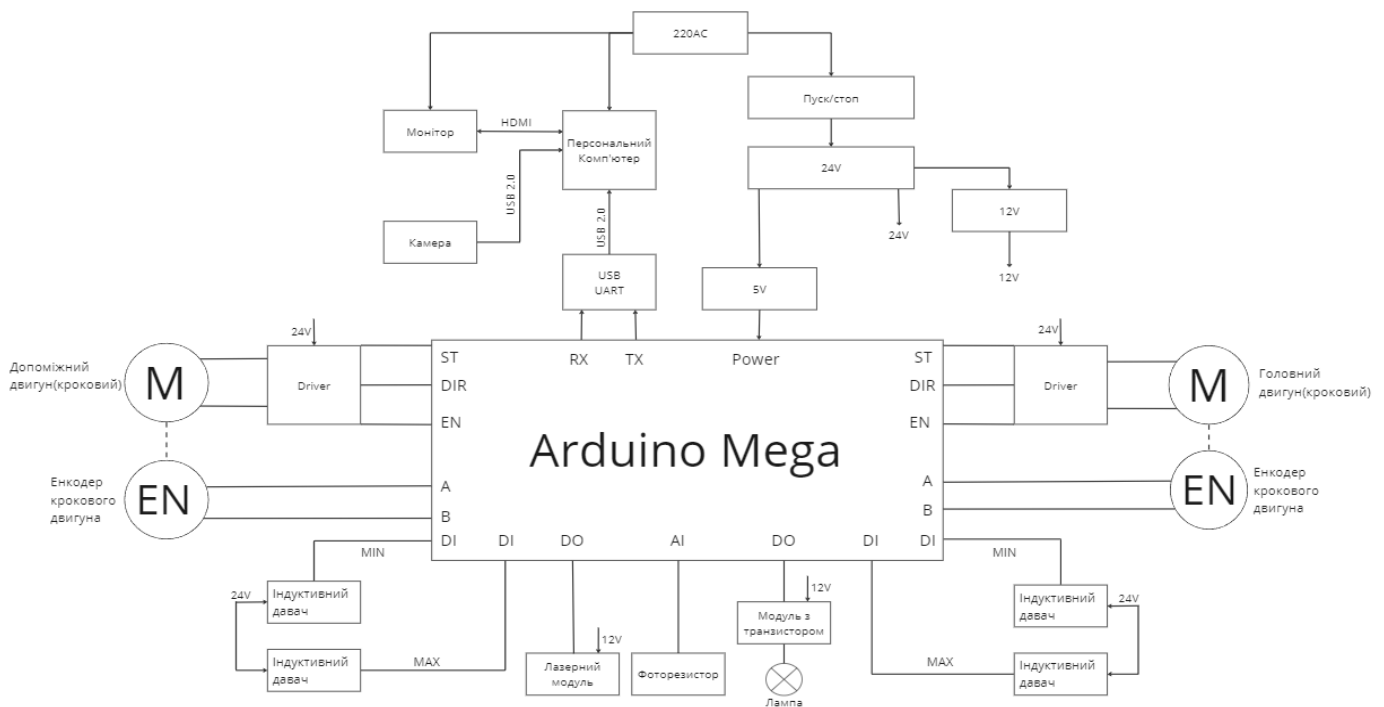 220AC
Пуск/стоп
Монітор
HDMI
Персональний
Комп'ютер
24V
USB 2.0
USB 2.0
12V
Камера
24V
12V
USB
UART
5V
24V
24V
Допоміжний
двигун(кроковий)
M
Driver
ST
RX
TX
Power
ST
Driver
M
Головний
двигун(кроковий)
DIR
DIR
EN
EN
Arduino Mega
Енкодер
крокового
двигуна
EN
A
B
A
B
EN
Енкодер
крокового
двигуна
DI
DI
DO
AI
DO
DI
DI
MIN
MIN
24V
Індуктивний
давач
12V
Модуль з
транзистором
Індуктивний
давач
24V
Індуктивний
давач
MAX
12V
Лазерний
модуль
Фоторезистор
Лампа
MAX
Індуктивний
давач